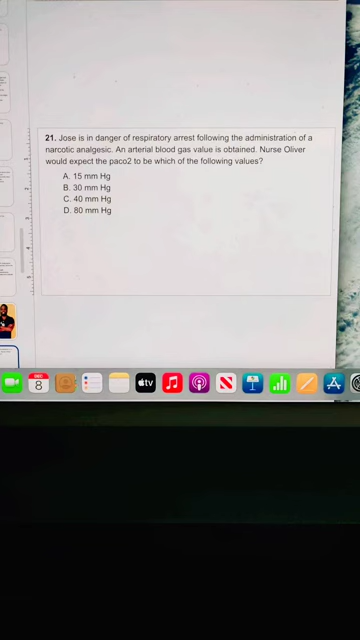 21. Jose is in danger of respiratory arrest following the administration of a
narcotic analgesic. An arterial blood gas value is obtained. Nurse Oliver
would expect the paco2 to be which of the following values?
A. 15 mm Hg
B. 30 mm Hg
C. 40 mm Hg
D. 80 mm Hg
DEC
8
tv